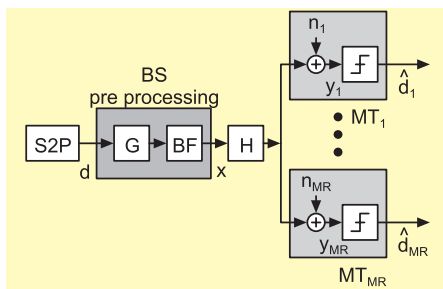 BS
pre processing
S2P
d
G
BF
x
H
n1
y1
d̂1
MT1
nMR
yMR
d̂MR
MTMR